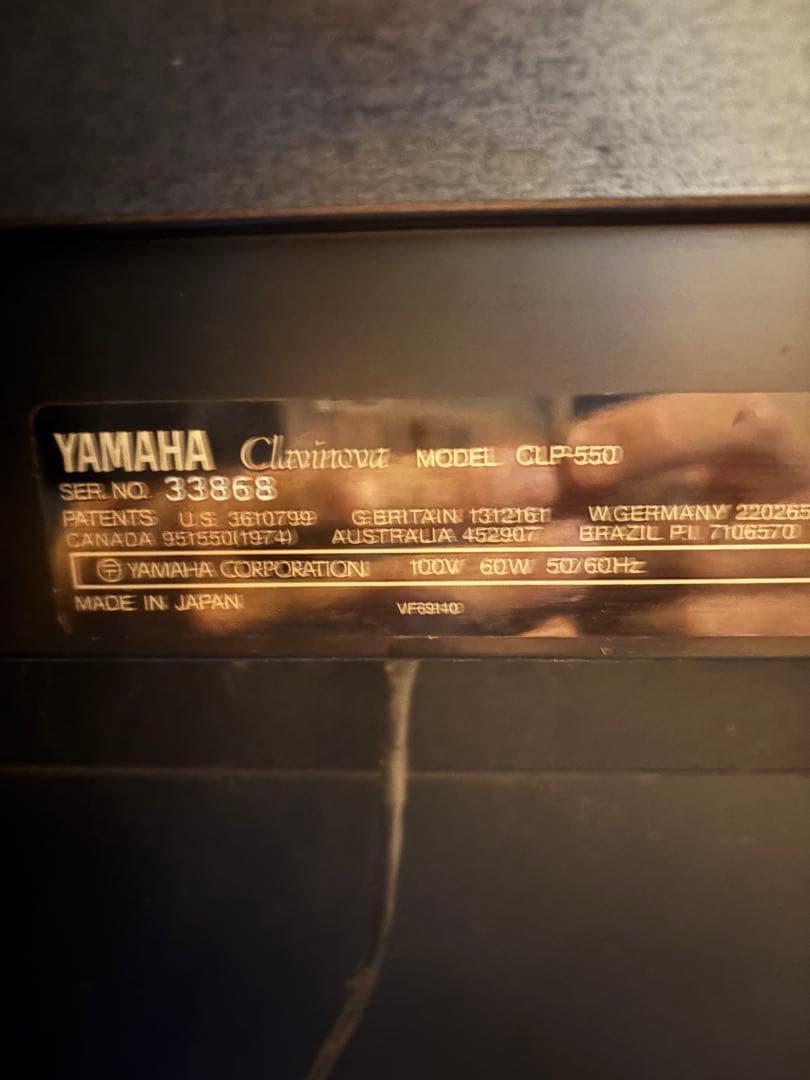 YAMAHA Clavinova MODEL CLP-550
SER. NO. 33868
PATENTS U.S. 3610799 G.BRITAIN 1312161 W.GERMANY 220265
CANADA 951550(1974) AUSTRALIA 452907 BRAZIL P.I. 7106570
YAMAHA CORPORATION 100V 60W 50/60Hz
MADE IN JAPAN VF69140